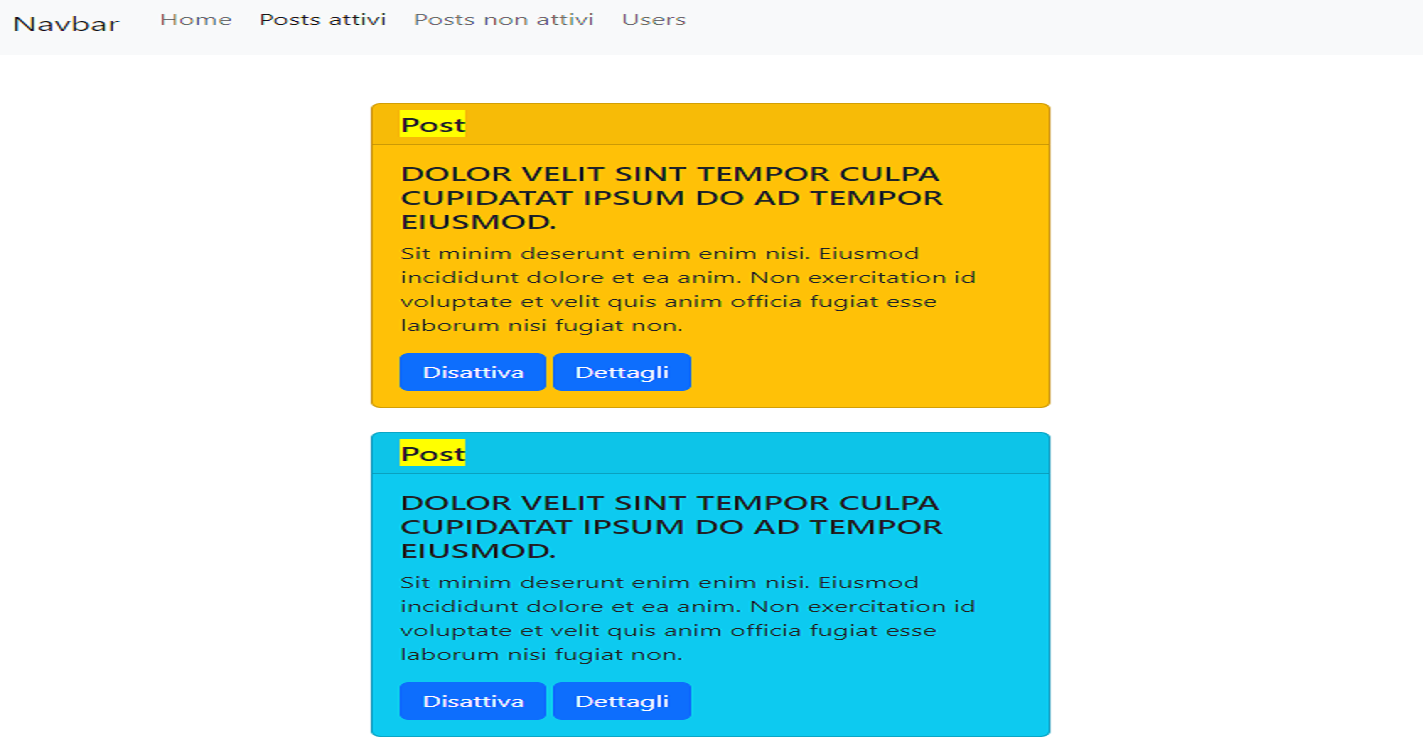 Navbar Home Posts attivi Posts non attivi Users
Post
DOLOR VELIT SINT TEMPOR CULPA
CUPIDATAT IPSUM DO AD TEMPOR
EIUSMOD.
Sit minim deserunt enim enim nisi. Eiusmod
incididunt dolore et ea anim. Non exercitation id
voluptate et velit quis anim officia fugiat esse
laborum nisi fugiat non.
Disattiva Dettagli
Post
DOLOR VELIT SINT TEMPOR CULPA
CUPIDATAT IPSUM DO AD TEMPOR
EIUSMOD.
Sit minim deserunt enim enim nisi. Eiusmod
incididunt dolore et ea anim. Non exercitation id
voluptate et velit quis anim officia fugiat esse
laborum nisi fugiat non.
Disattiva Dettagli